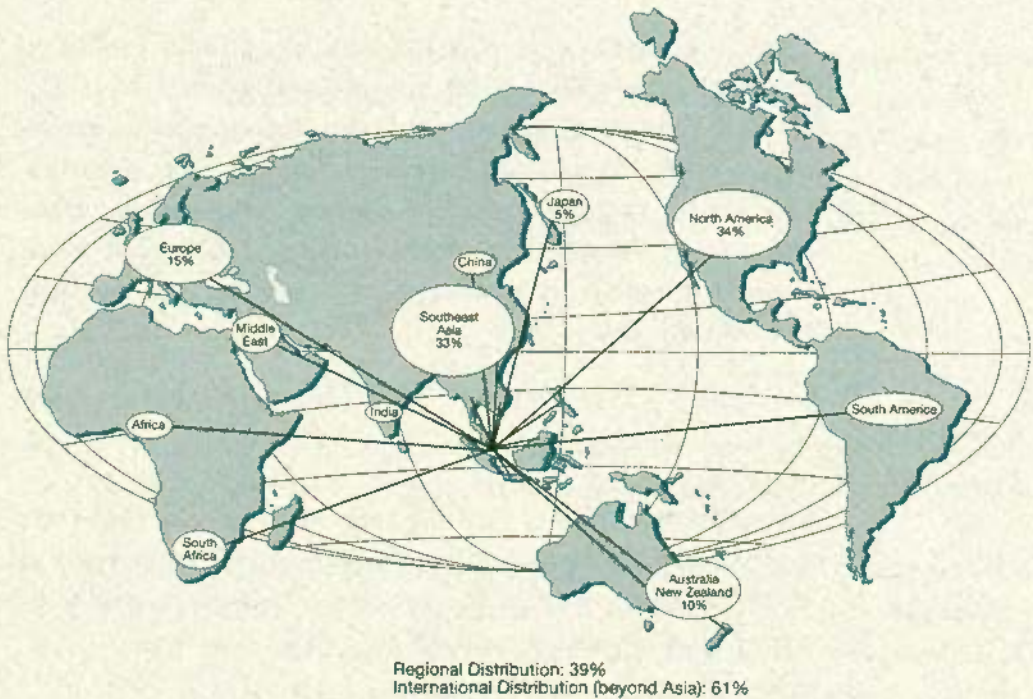 Japan
5%
North America
34%
Europe
15%
China
Southeast
Asia
33%
Middle
East
India
South America
Africa
South
Africa
Australia
New Zealand
10%
Regional Distribution: 39%
International Distribution (beyond Asia): 61%